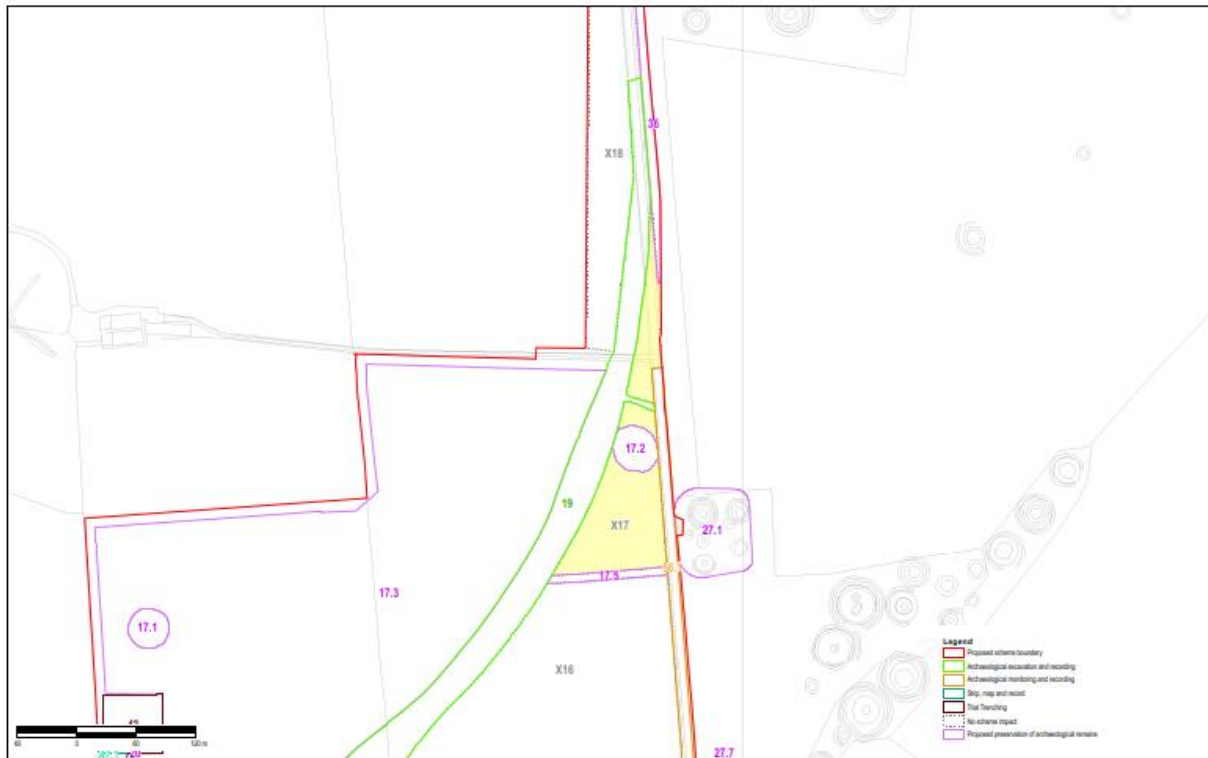 36
X18
17.2
19
X17
27.1
17.5
17.3
17.1
X16
Legend
Proposed scheme boundary
Archaeological excavation and recording
Archaeological monitoring and recording
Strip, map and record
Trial Trenching
No scheme impact
Proposed preservation of archaeological remains
60 0 60 120 m
27.7